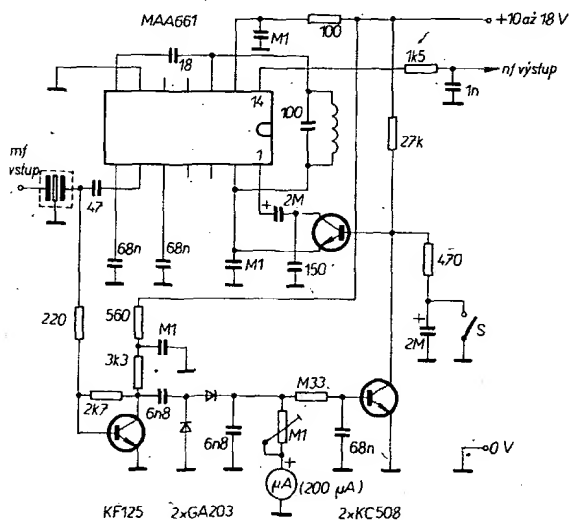 MAA661
100
+10 až 18 V
M1
18
1k5
nf výstup
14
100
1n
27k
1
mf
vstup
47
+
2M
68n
68n
M1
150
470
220
560
+
2M
S
M1
3k3
2k7
6n8
M33
6n8
M1
68n
+
0 V
μA
(200 μA)
KF125
2xGA203
2xKC508